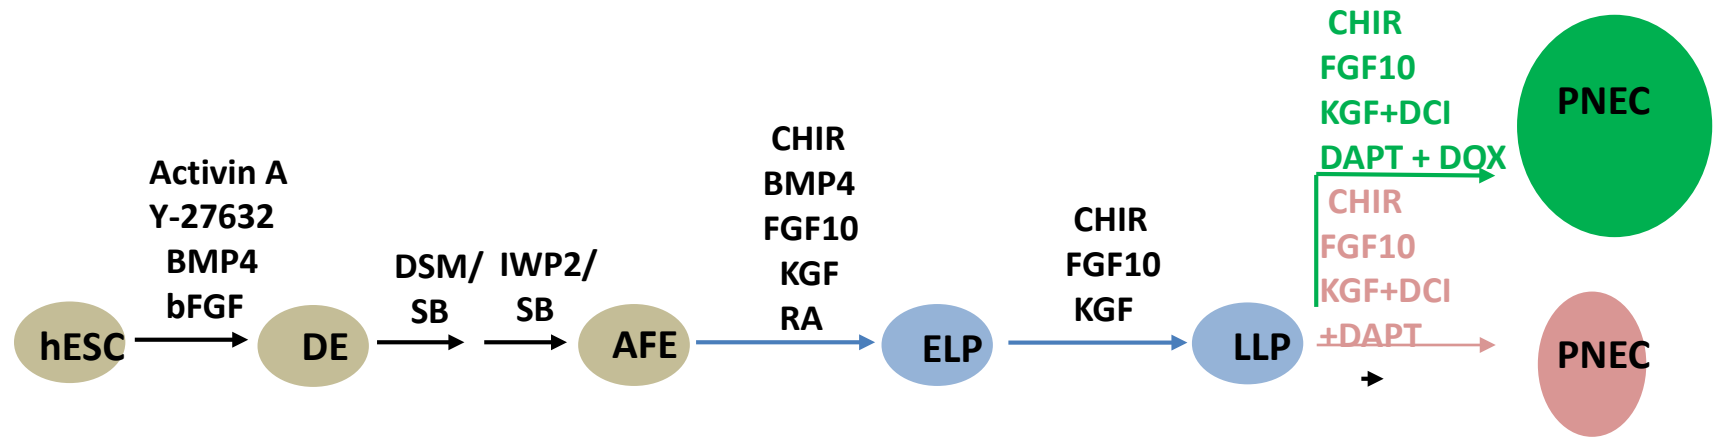 hESC
Activin A
Y-27632
BMP4
bFGF
DE
DSM/
SB
IWP2/
SB
AFE
CHIR
BMP4
FGF10
KGF
RA
ELP
CHIR
FGF10
KGF
LLP
CHIR
FGF10
KGF+DCI
DAPT + DOX
PNEC
CHIR
FGF10
KGF+DCI
+DAPT
PNEC